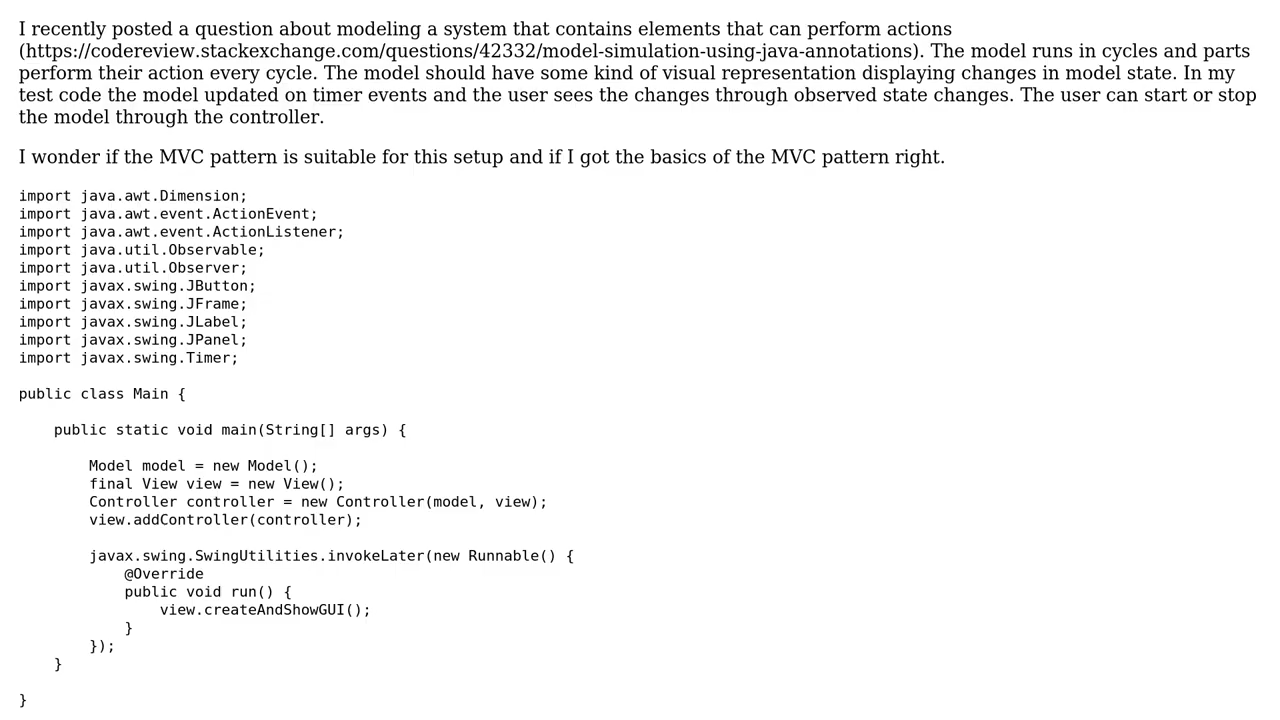 I recently posted a question about modeling a system that contains elements that can perform actions
(https://codereview.stackexchange.com/questions/42332/model-simulation-using-java-annotations). The model runs in cycles and parts
perform their action every cycle. The model should have some kind of visual representation displaying changes in model state. In my
test code the model updated on timer events and the user sees the changes through observed state changes. The user can start or stop
the model through the controller.

I wonder if the MVC pattern is suitable for this setup and if I got the basics of the MVC pattern right.

import java.awt.Dimension;
import java.awt.event.ActionEvent;
import java.awt.event.ActionListener;
import java.util.Observable;
import java.util.Observer;
import javax.swing.JButton;
import javax.swing.JFrame;
import javax.swing.JLabel;
import javax.swing.JPanel;
import javax.swing.Timer;

public class Main {

    public static void main(String[] args) {

        Model model = new Model();
        final View view = new View();
        Controller controller = new Controller(model, view);
        view.addController(controller);

        javax.swing.SwingUtilities.invokeLater(new Runnable() {
            @Override
            public void run() {
                view.createAndShowGUI();
            }
        });
    }

}